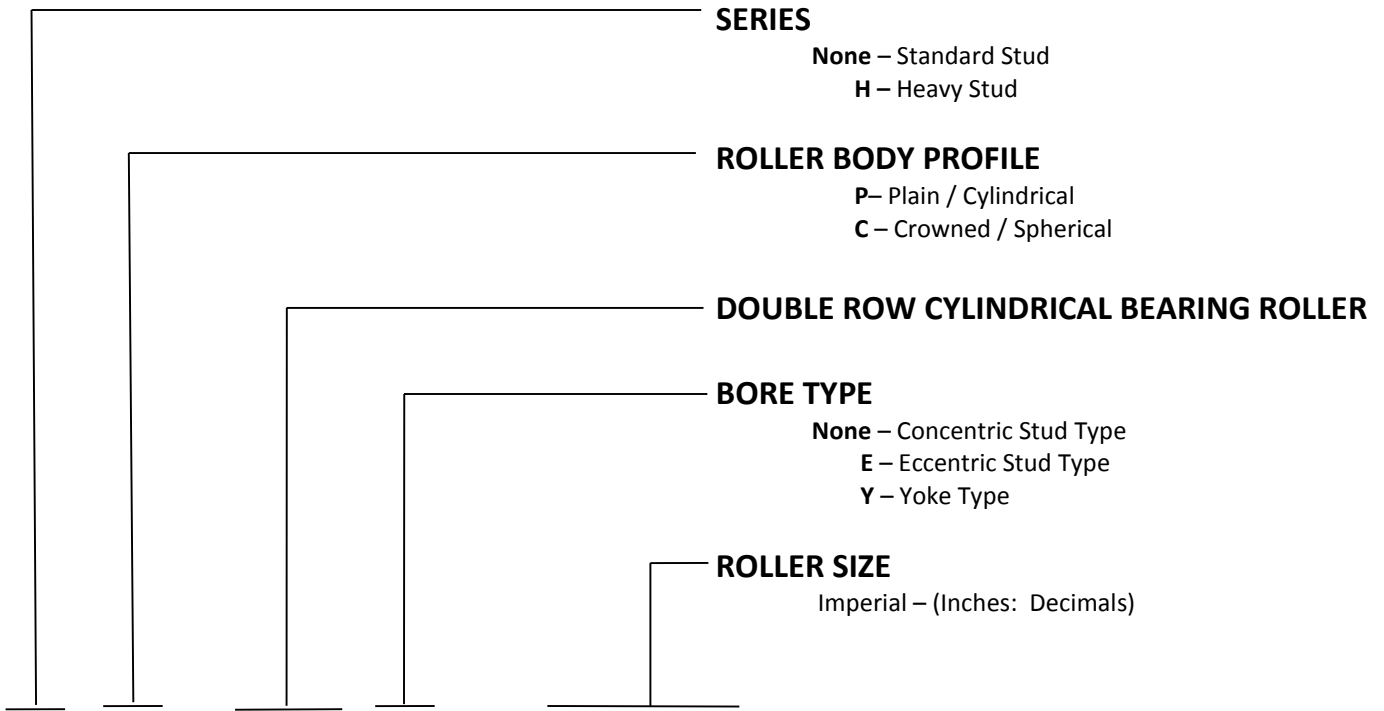 SERIES
None – Standard Stud
H – Heavy Stud
ROLLER BODY PROFILE
P– Plain / Cylindrical
C – Crowned / Spherical
DOUBLE ROW CYLINDRICAL BEARING ROLLER
BORE TYPE
None – Concentric Stud Type
E – Eccentric Stud Type
Y – Yoke Type
ROLLER SIZE
Imperial – (Inches: Decimals)